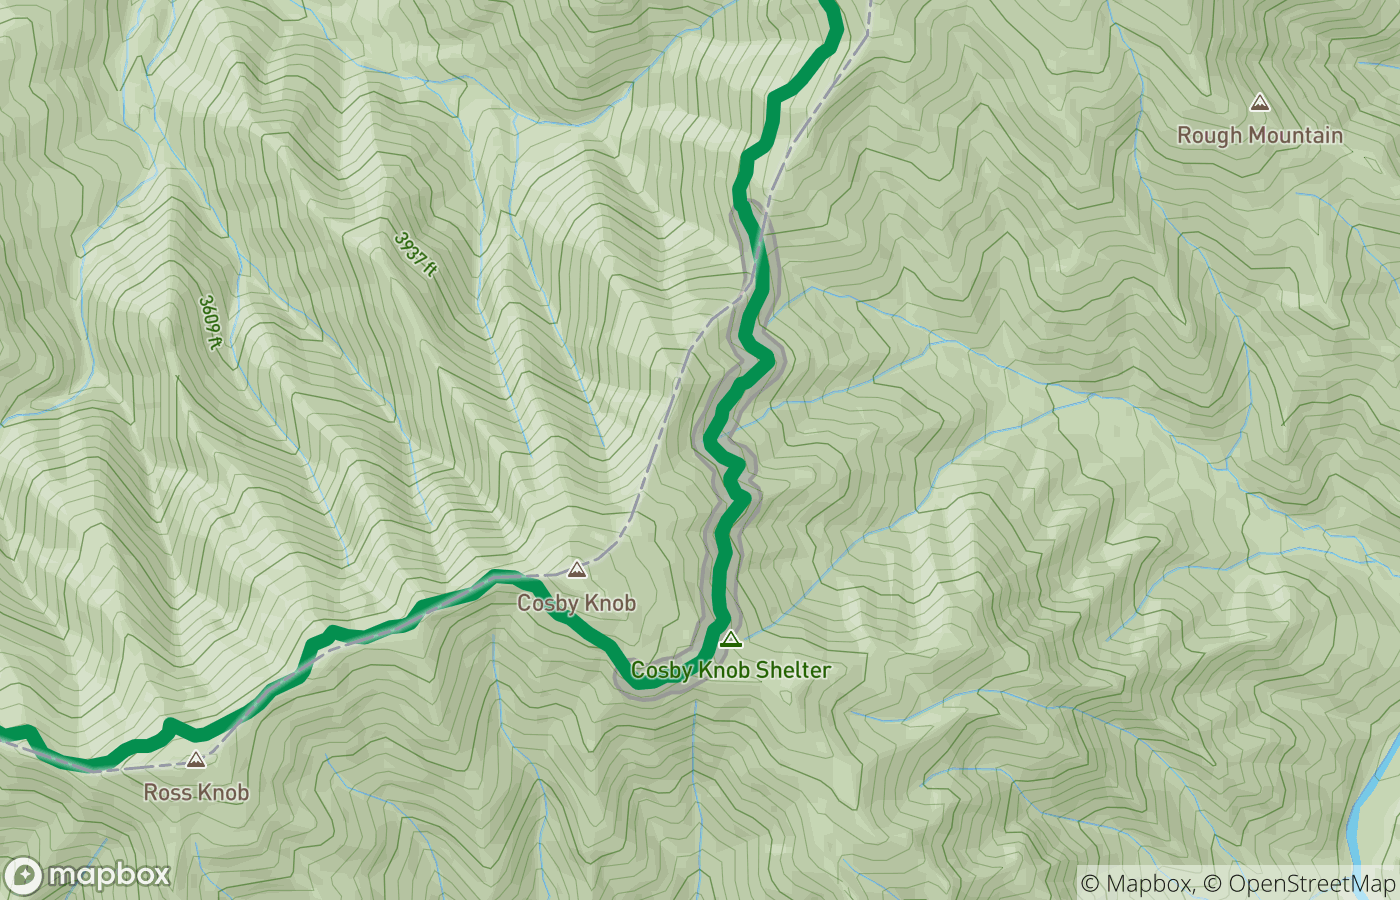 Rough Mountain
3937 ft
3609 ft
Cosby Knob
Cosby Knob Shelter
Ross Knob
mapbox
© Mapbox, © OpenStreetMap